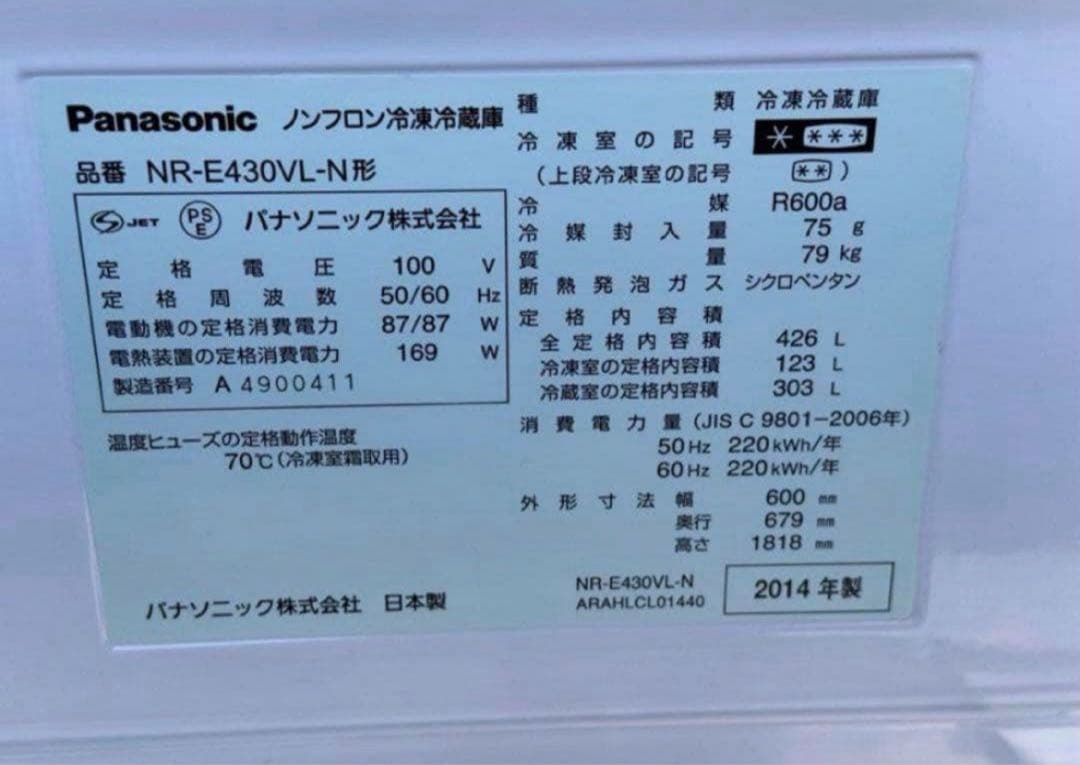 Panasonic ノンフロン冷凍冷蔵庫
品番 NR-E430VL-N形
JET PS E パナソニック株式会社
定格電圧 100 V
定格周波数 50/60 Hz
電動機の定格消費電力 87/87 W
電熱装置の定格消費電力 169 W
製造番号 A 4900411
温度ヒューズの定格動作温度
70℃(冷凍室霜取用)
パナソニック株式会社 日本製
種類 冷凍冷蔵庫
冷凍室の記号 * ***
(上段冷凍室の記号 ** )
冷媒 R600a
冷媒封入量 75 g
質量 79 kg
断熱発泡ガス シクロペンタン
定格内容積
全定格内容積 426 L
冷凍室の定格内容積 123 L
冷蔵室の定格内容積 303 L
消費電力量 (JIS C 9801-2006年)
50 Hz 220 kWh/年
60 Hz 220 kWh/年
外形寸法 幅 600 mm
奥行 679 mm
高さ 1818 mm
NR-E430VL-N
ARAHLCL01440
2014 年製